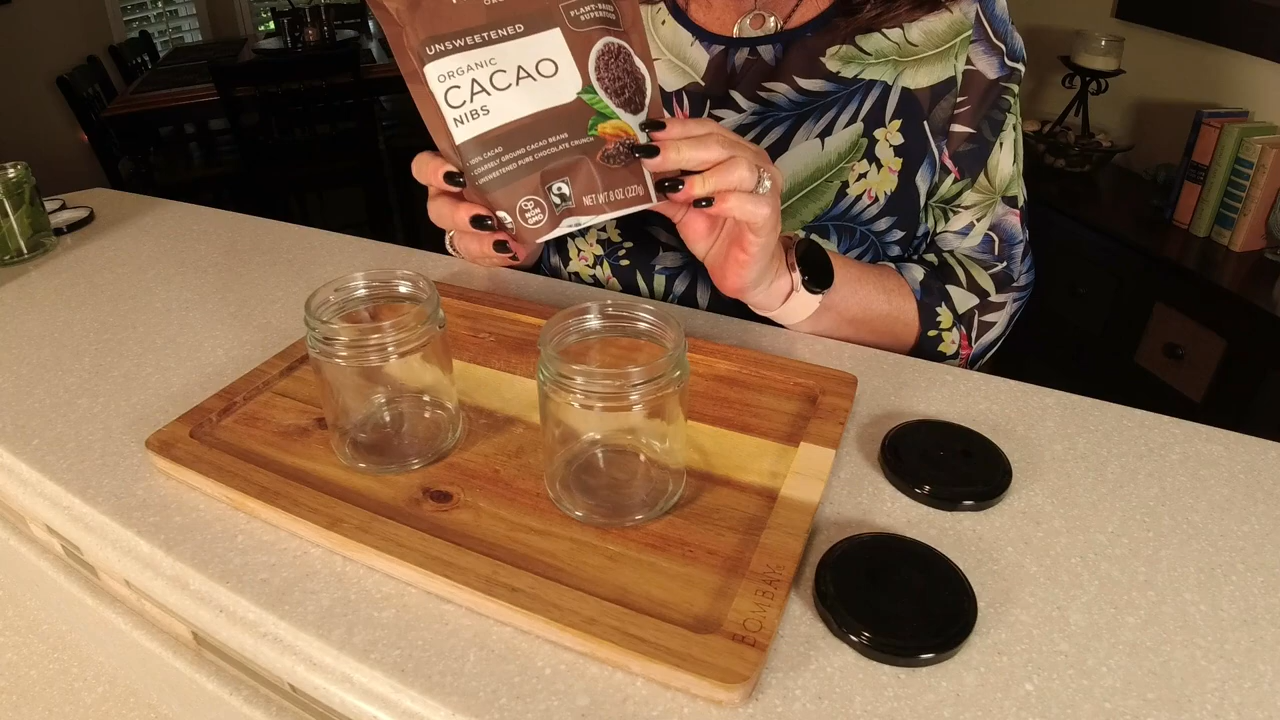 PLANT-BASED
SUPERFOOD
UNSWEETENED
ORGANIC
CACAO
NIBS
• 100% CACAO
• COARSELY GROUND CACAO BEANS
• UNSWEETENED PURE CHOCOLATE CRUNCH
NON
GMO
NET WT 8 OZ (227g)
BOMBAY